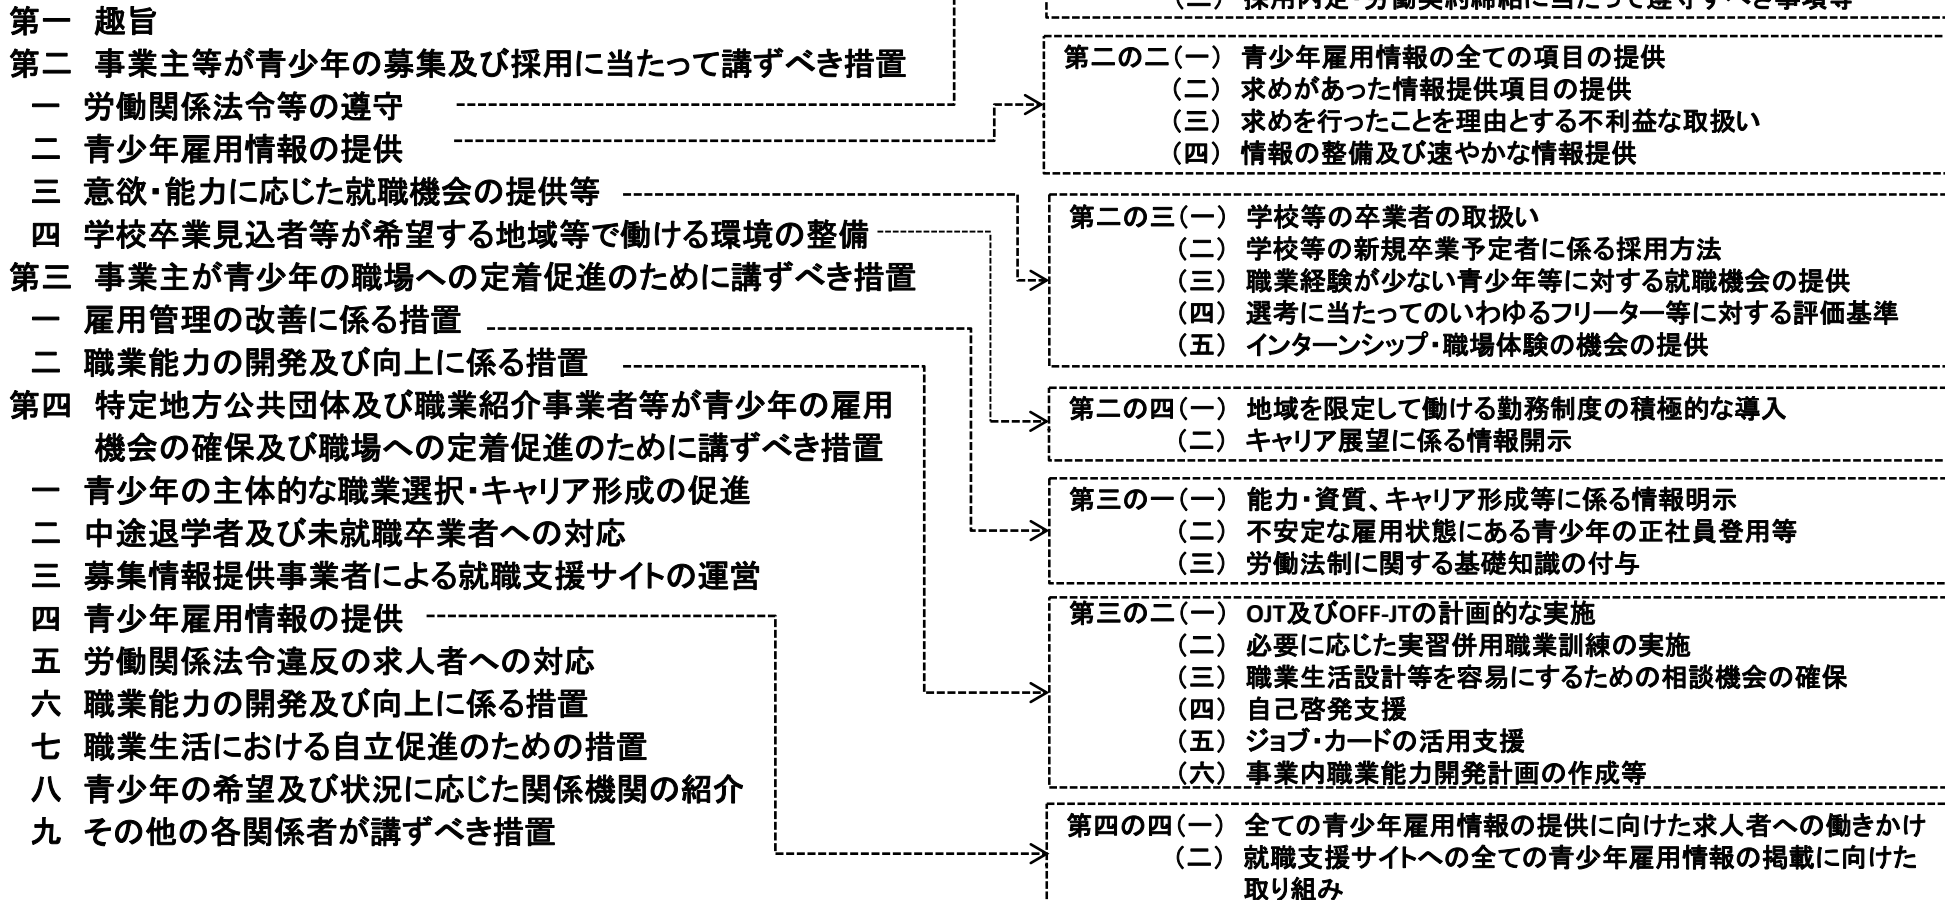 第一 趣旨
第二 事業主等が青少年の募集及び採用に当たって講ずべき措置
一 労働関係法令等の遵守
二 青少年雇用情報の提供
三 意欲・能力に応じた就職機会の提供等
四 学校卒業見込者等が希望する地域等で働ける環境の整備
第三 事業主が青少年の職場への定着促進のために講ずべき措置
一 雇用管理の改善に係る措置
二 職業能力の開発及び向上に係る措置
第四 特定地方公共団体及び職業紹介事業者等が青少年の雇用
機会の確保及び職場への定着促進のために講ずべき措置
一 青少年の主体的な職業選択・キャリア形成の促進
二 中途退学者及び未就職卒業者への対応
三 募集情報提供事業者による就職支援サイトの運営
四 青少年雇用情報の提供
五 労働関係法令違反の求人者への対応
六 職業能力の開発及び向上に係る措置
七 職業生活における自立促進のための措置
八 青少年の希望及び状況に応じた関係機関の紹介
九 その他の各関係者が講ずべき措置
採用内定・労働契約締結に当たって遵守すべき事項等
第二の二(一) 青少年雇用情報の全ての項目の提供
(二) 求めがあった情報提供項目の提供
(三) 求めを行ったことを理由とする不利益な取扱い
(四) 情報の整備及び速やかな情報提供
第二の三(一) 学校等の卒業者の取扱い
(二) 学校等の新規卒業予定者に係る採用方法
(三) 職業経験が少ない青少年等に対する就職機会の提供
(四) 選考に当たってのいわゆるフリーター等に対する評価基準
(五) インターンシップ・職場体験の機会の提供
第二の四(一) 地域を限定して働ける勤務制度の積極的な導入
(二) キャリア展望に係る情報開示
第三の一(一) 能力・資質、キャリア形成等に係る情報明示
(二) 不安定な雇用状態にある青少年の正社員登用等
(三) 労働法制に関する基礎知識の付与
第三の二(一) OJT及びOFF-JTの計画的な実施
(二) 必要に応じた実習併用職業訓練の実施
(三) 職業生活設計等を容易にするための相談機会の確保
(四) 自己啓発支援
(五) ジョブ・カードの活用支援
(六) 事業内職業能力開発計画の作成等
第四の四(一) 全ての青少年雇用情報の提供に向けた求人者への働きかけ
(二) 就職支援サイトへの全ての青少年雇用情報の掲載に向けた
取り組み